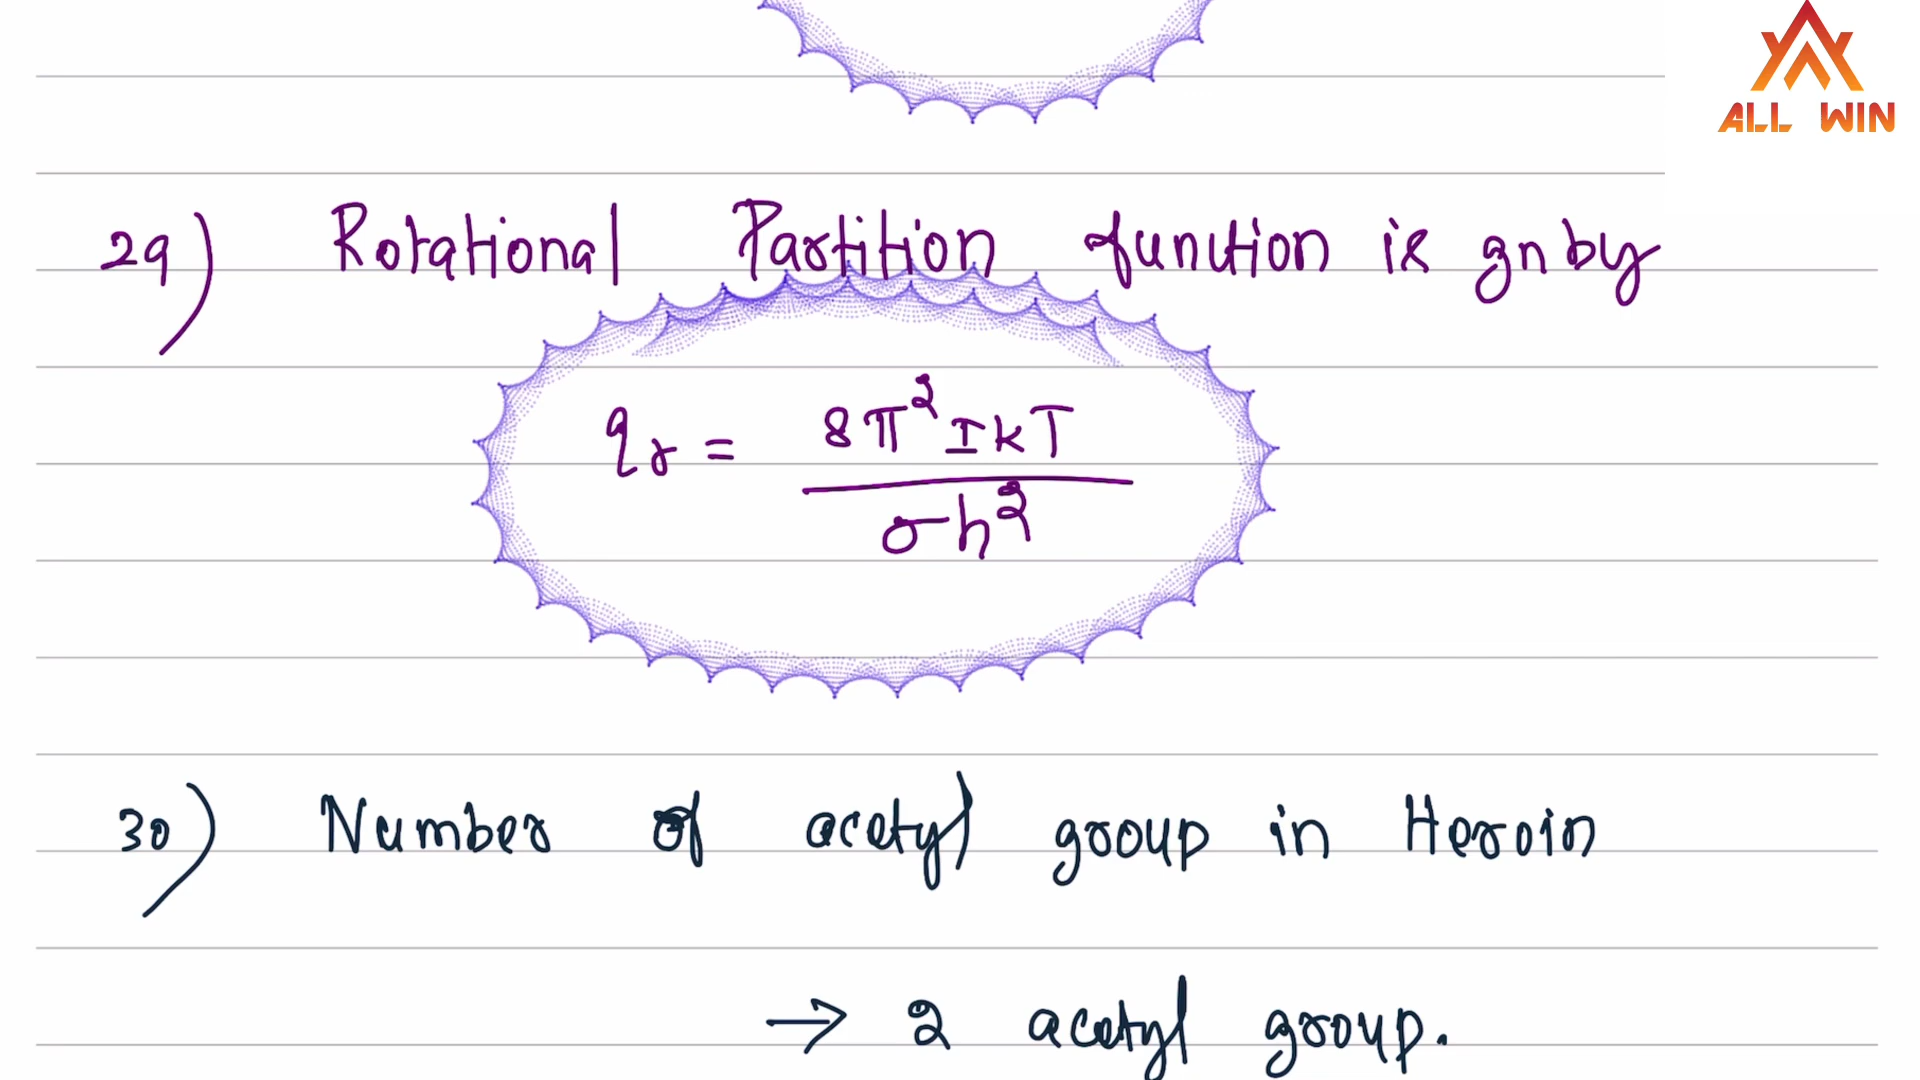 ALL WIN
29) Rotational Partition function is gn by
qr = 8π²IkT / σh²
30) Number of acetyl group in Heroin
→ 2 acetyl group.